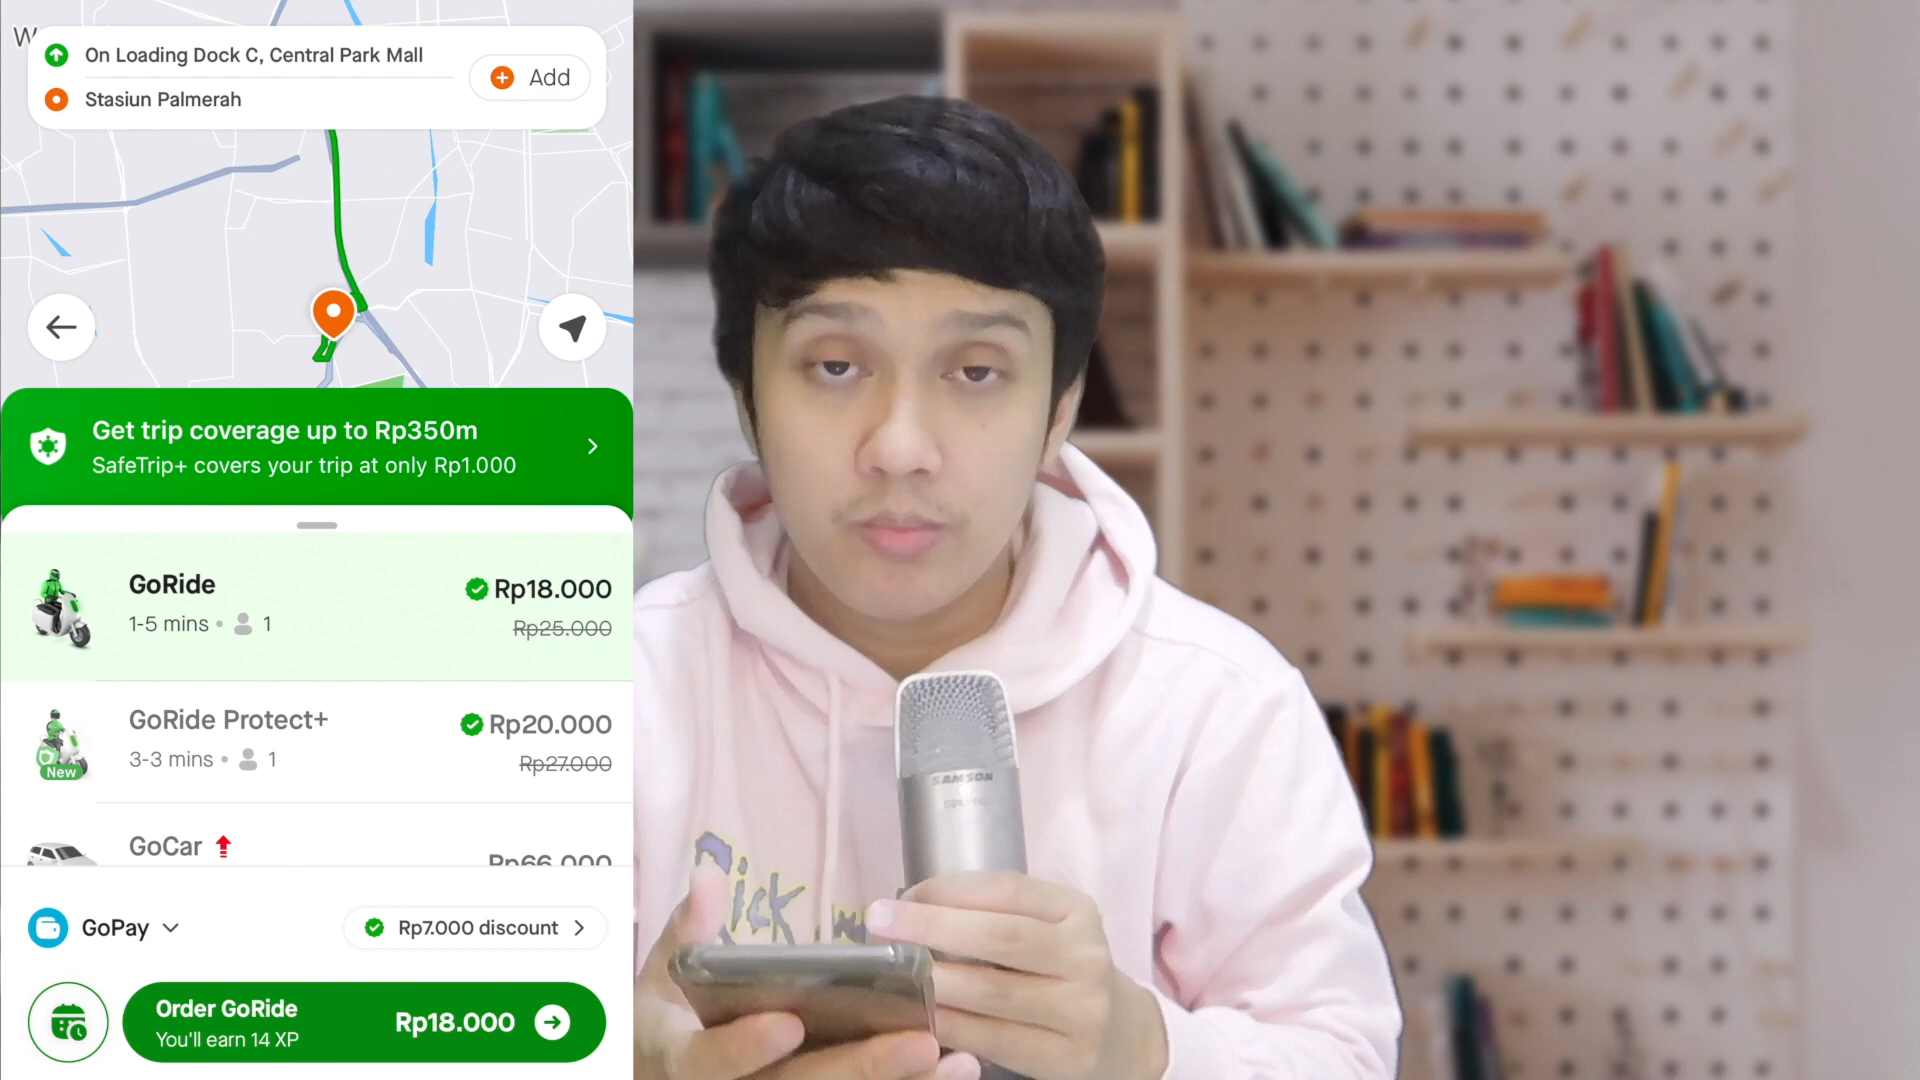 W
On Loading Dock C, Central Park Mall
Stasiun Palmerah
Add
Get trip coverage up to Rp350m
SafeTrip+ covers your trip at only Rp1.000
GoRide
Rp18.000
1-5 mins • 1
Rp25.000
GoRide Protect+
Rp20.000
3-3 mins • 1
Rp27.000
New
GoCar
Rp66.000
GoPay
Rp7.000 discount
Order GoRide
You'll earn 14 XP
Rp18.000
SAMSON
Rick